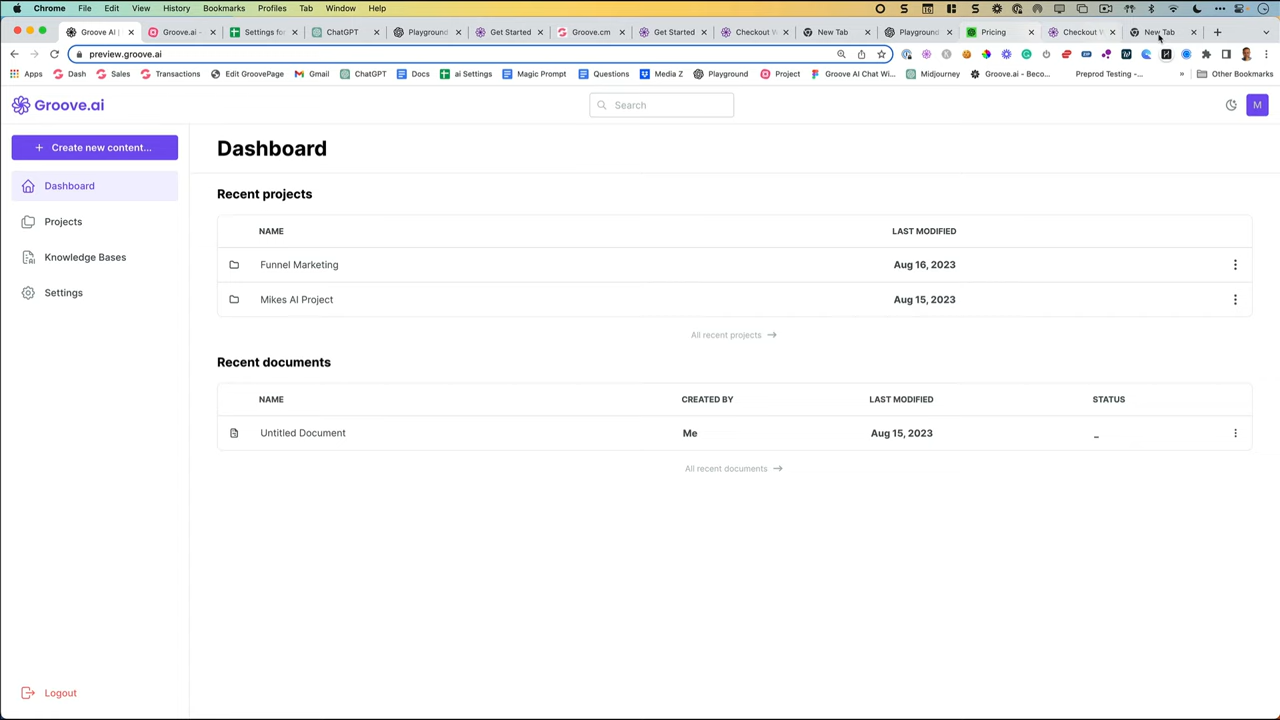 Chrome File Edit View History Bookmarks Profiles Tab Window Help
Groove AI | Groove.ai - Settings for ChatGPT Playground Get Started Groove.cm Get Started Checkout W New Tab Playground Pricing Checkout W New Tab
preview.groove.ai
Apps Dash Sales Transactions Edit GroovePage Gmail ChatGPT Docs ai Settings Magic Prompt Questions Media Z Playground Project Groove AI Chat Wi... Midjourney Groove.ai - Beco... Preprod Testing -... » Other Bookmarks
Groove.ai
Search
M
+ Create new content...
Dashboard
Projects
Knowledge Bases
Settings
Logout
Dashboard
Recent projects
NAME LAST MODIFIED
Funnel Marketing Aug 16, 2023
Mikes AI Project Aug 15, 2023
All recent projects →
Recent documents
NAME CREATED BY LAST MODIFIED STATUS
Untitled Document Me Aug 15, 2023 _
All recent documents →